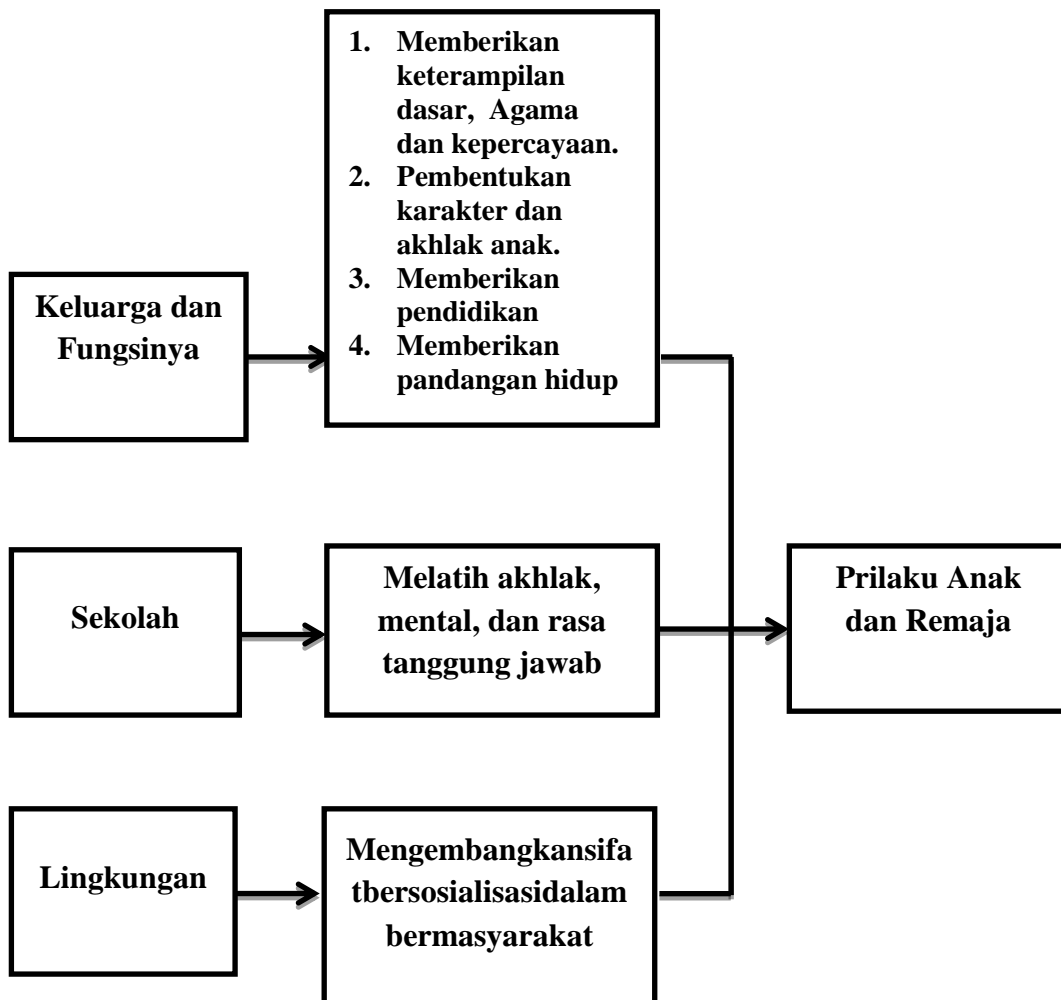 1. Memberikan
keterampilan
dasar, Agama
dan kepercayaan.
2. Pembentukan
karakter dan
akhlak anak.
3. Memberikan
pendidikan
4. Memberikan
pandangan hidup
Keluarga dan
Fungsinya
Sekolah
Melatih akhlak,
mental, dan rasa
tanggung jawab
Prilaku Anak
dan Remaja
Lingkungan
Mengembangkansifa
tbersosialisasidalam
bermasyarakat